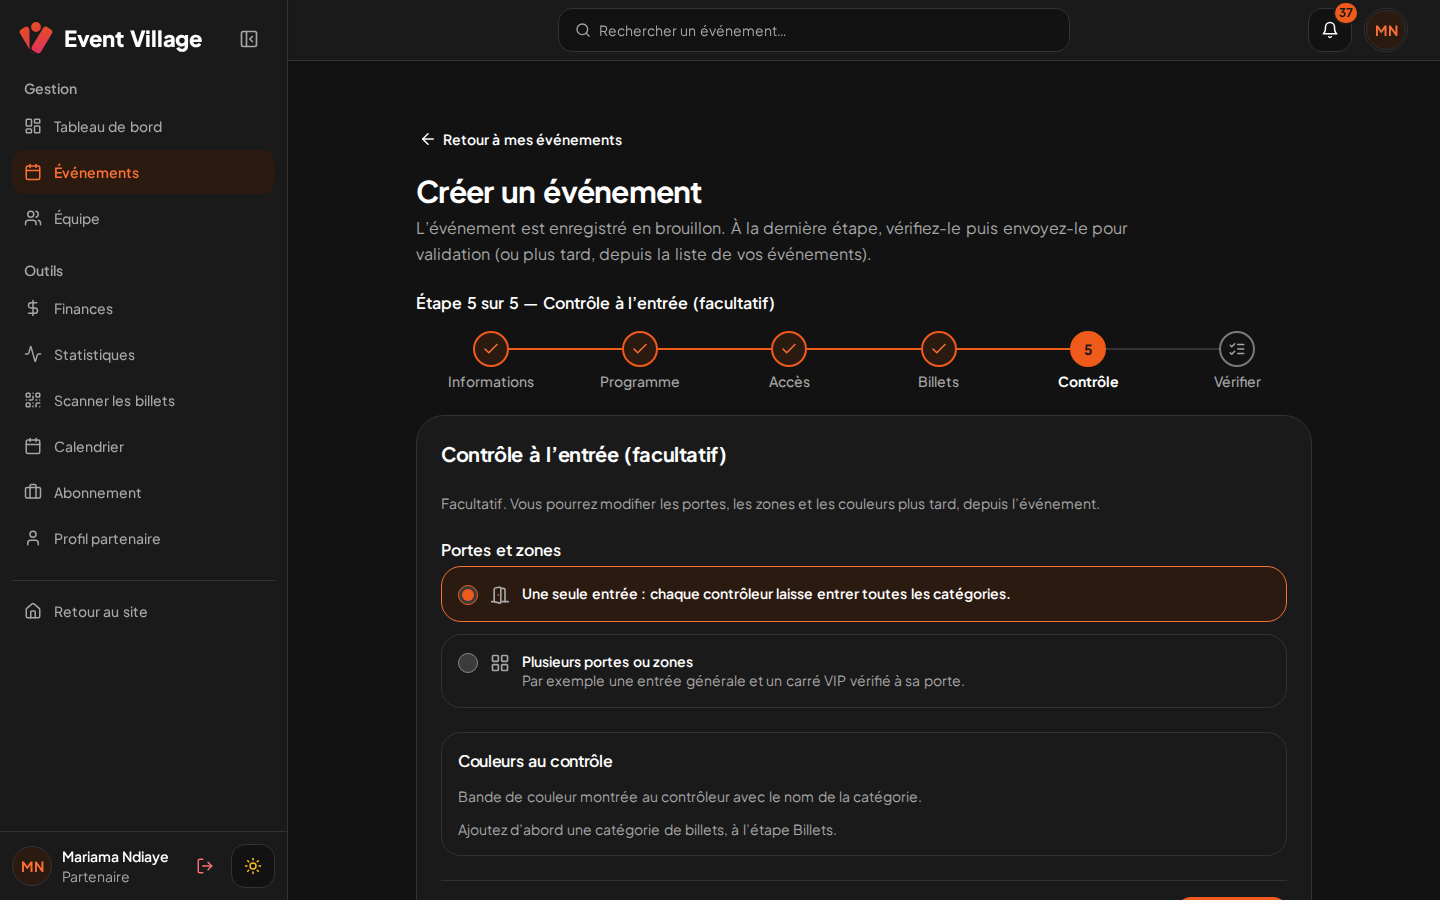 Event Village
Gestion
Tableau de bord
Événements
Équipe
Outils
Finances
Statistiques
Scanner les billets
Calendrier
Abonnement
Profil partenaire
Retour au site
MN
Mariama Ndiaye
Partenaire
Rechercher un événement…
37
MN
Retour à mes événements
Créer un événement
L’événement est enregistré en brouillon. À la dernière étape, vérifiez-le puis envoyez-le pour
validation (ou plus tard, depuis la liste de vos événements).
Étape 5 sur 5 — Contrôle à l’entrée (facultatif)
5
Informations
Programme
Accès
Billets
Contrôle
Vérifier
Contrôle à l’entrée (facultatif)
Facultatif. Vous pourrez modifier les portes, les zones et les couleurs plus tard, depuis l’événement.
Portes et zones
Une seule entrée : chaque contrôleur laisse entrer toutes les catégories.
Plusieurs portes ou zones
Par exemple une entrée générale et un carré VIP vérifié à sa porte.
Couleurs au contrôle
Bande de couleur montrée au contrôleur avec le nom de la catégorie.
Ajoutez d’abord une catégorie de billets, à l’étape Billets.